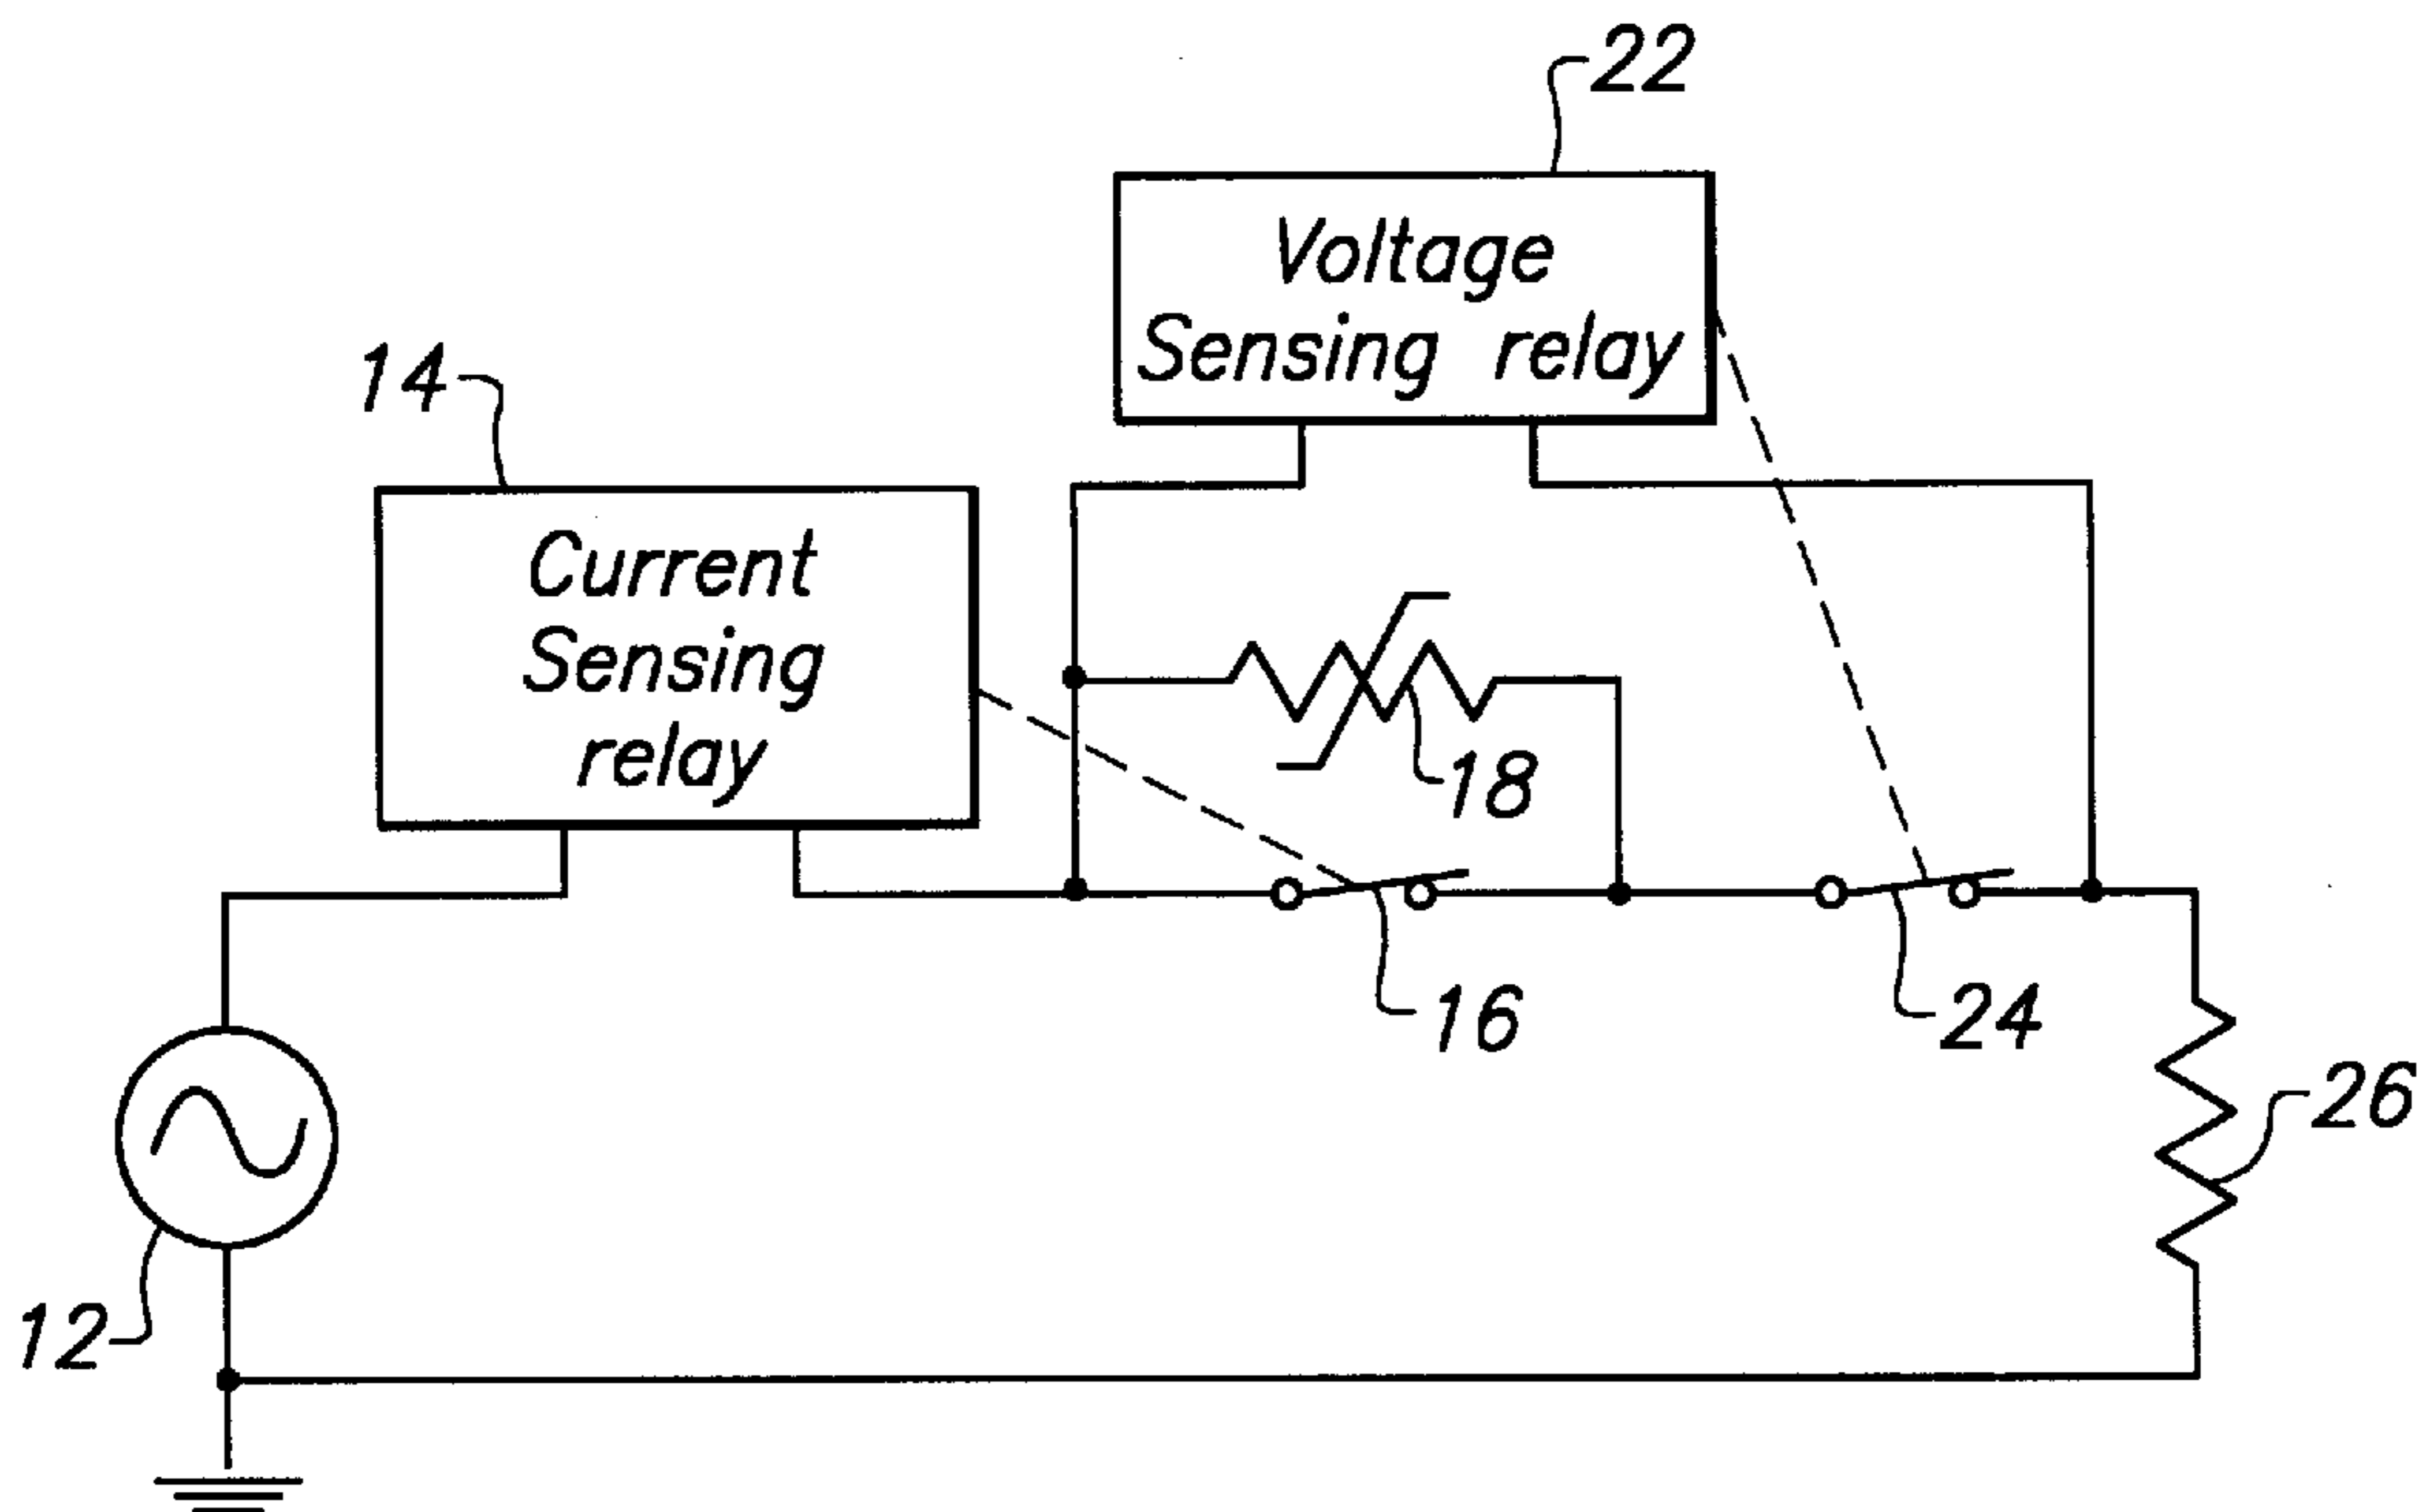 22
Voltage
Sensing relay
14
Current
Sensing
relay
18
16
24
26
12